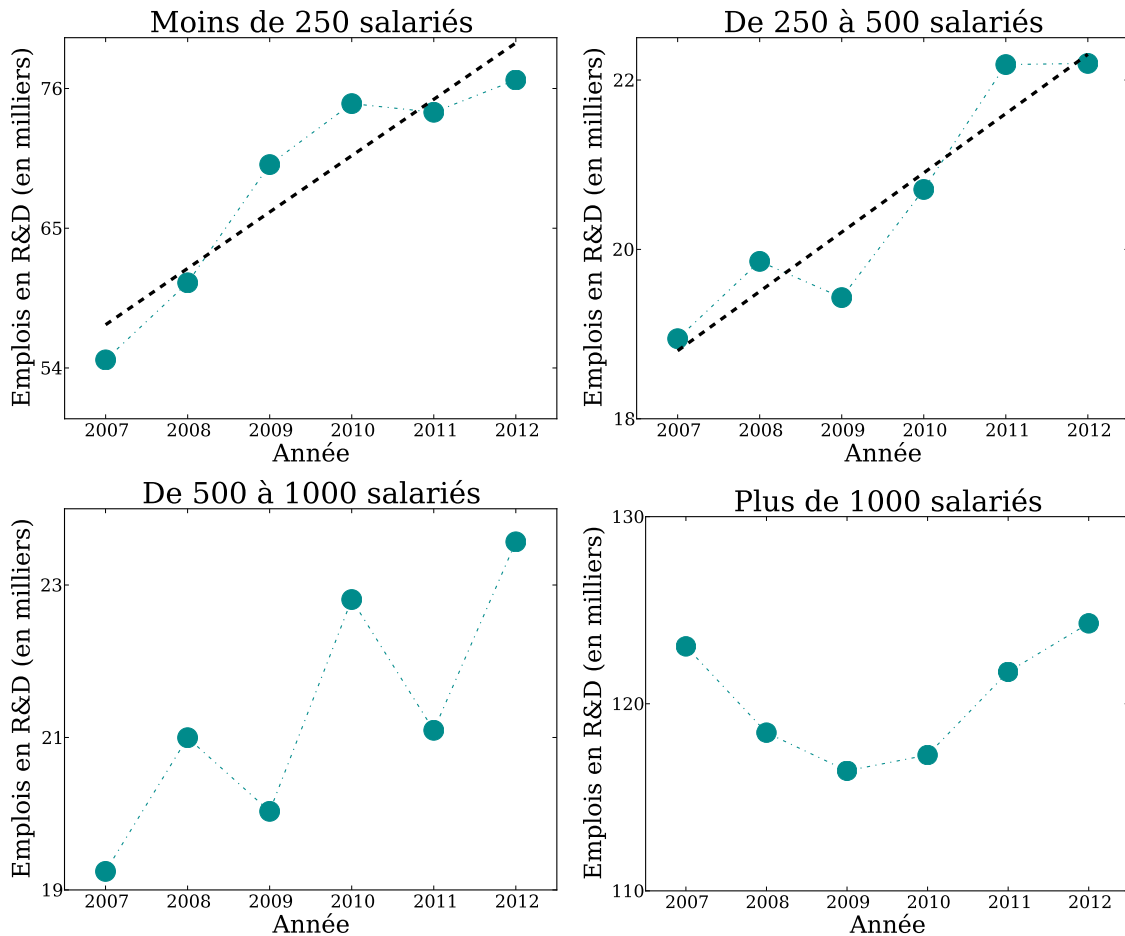 Moins de 250 salariés
Emplois en R&D (en milliers)
76
65
54
2007 2008 2009 2010 2011 2012
Année
De 250 à 500 salariés
Emplois en R&D (en milliers)
22
20
18
2007 2008 2009 2010 2011 2012
Année
De 500 à 1000 salariés
Emplois en R&D (en milliers)
23
21
19
2007 2008 2009 2010 2011 2012
Année
Plus de 1000 salariés
Emplois en R&D (en milliers)
130
120
110
2007 2008 2009 2010 2011 2012
Année